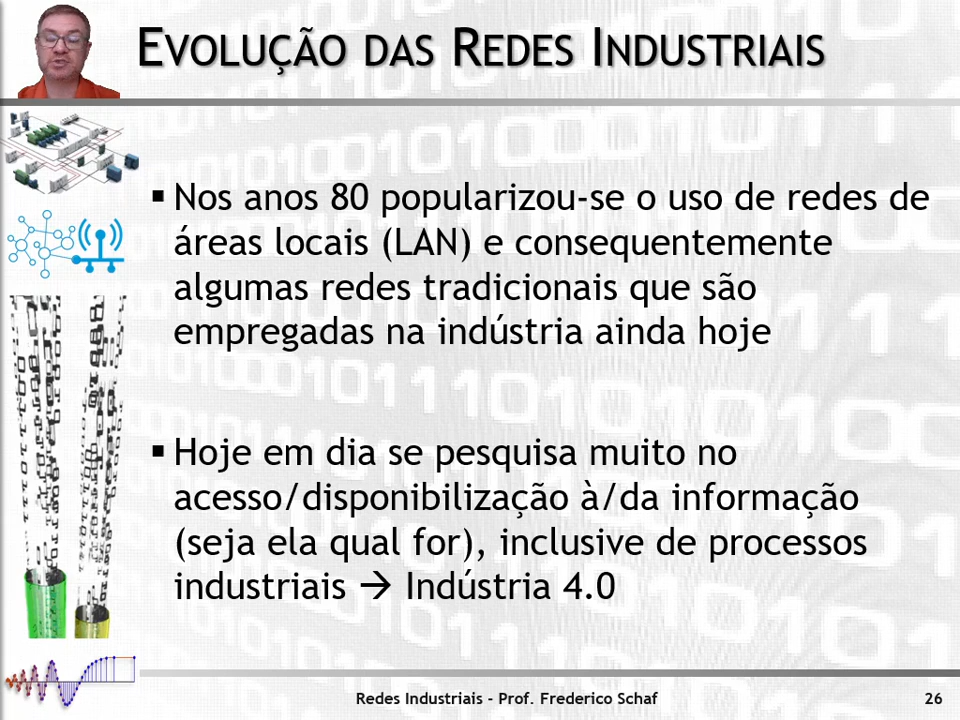 EVOLUÇÃO DAS REDES INDUSTRIAIS
▪ Nos anos 80 popularizou-se o uso de redes de
áreas locais (LAN) e consequentemente
algumas redes tradicionais que são
empregadas na indústria ainda hoje
▪ Hoje em dia se pesquisa muito no
acesso/disponibilização à/da informação
(seja ela qual for), inclusive de processos
industriais → Indústria 4.0
Redes Industriais - Prof. Frederico Schaf 26